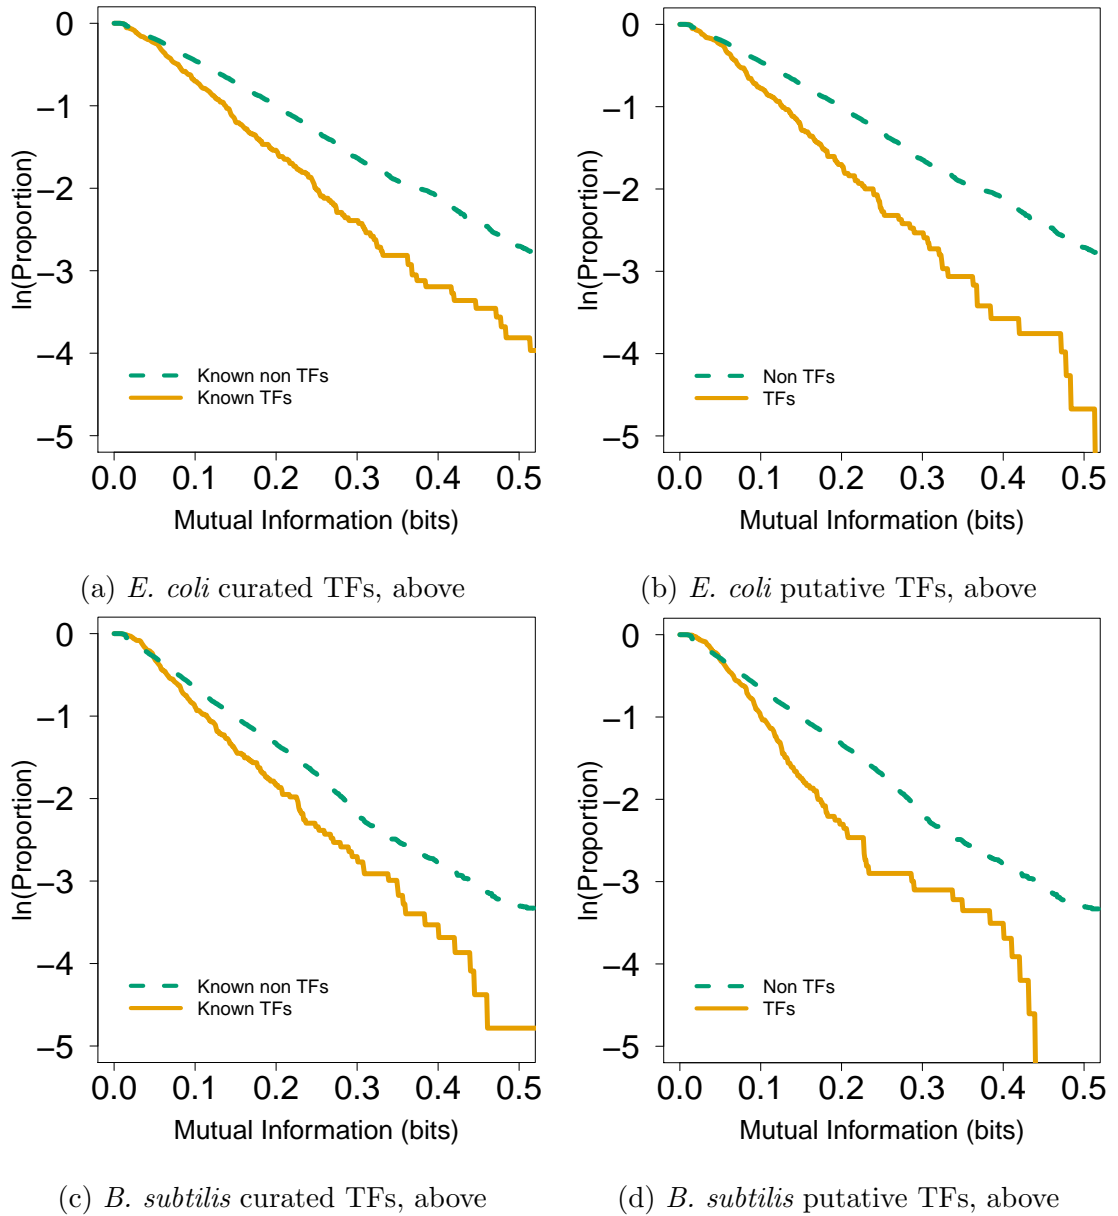 0
−1
−2
−3
−4
−5
ln(Proportion)
Known non TFs
Known TFs
0.0 0.1 0.2 0.3 0.4 0.5
Mutual Information (bits)
(a) E. coli curated TFs, above
0
−1
−2
−3
−4
−5
ln(Proportion)
Non TFs
TFs
0.0 0.1 0.2 0.3 0.4 0.5
Mutual Information (bits)
(b) E. coli putative TFs, above
0
−1
−2
−3
−4
−5
ln(Proportion)
Known non TFs
Known TFs
0.0 0.1 0.2 0.3 0.4 0.5
Mutual Information (bits)
(c) B. subtilis curated TFs, above
0
−1
−2
−3
−4
−5
ln(Proportion)
Non TFs
TFs
0.0 0.1 0.2 0.3 0.4 0.5
Mutual Information (bits)
(d) B. subtilis putative TFs, above